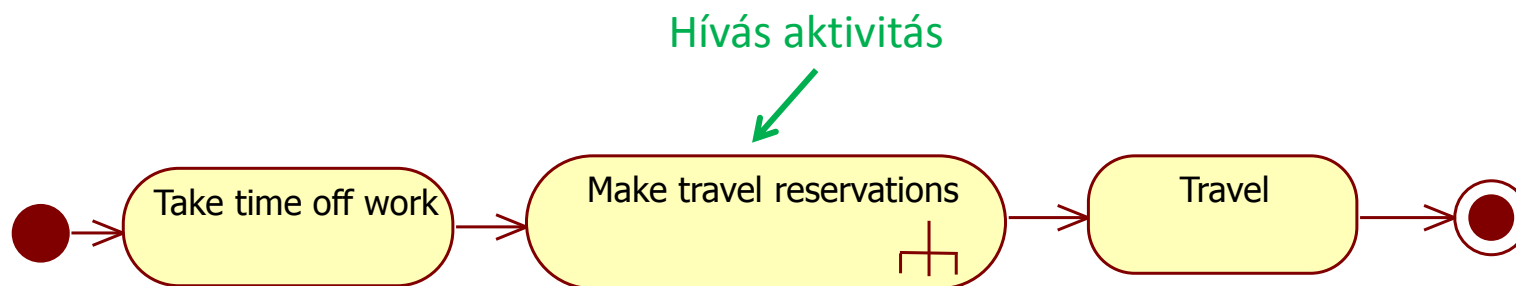 Hívás aktivitás
Take time off work
Make travel reservations
Travel